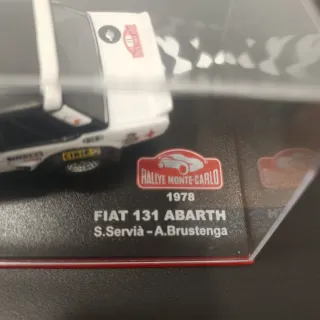 RALLYE MONTE-CARLO
1978
FIAT 131 ABARTH
S.Servià - A.Brustenga